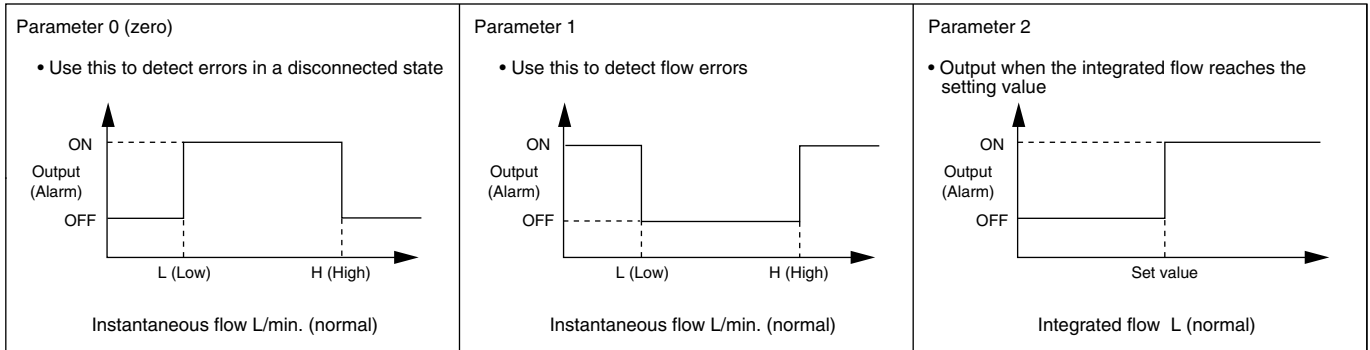 Parameter 0 (zero)
• Use this to detect errors in a disconnected state
ON
Output
(Alarm)
OFF
L (Low)
H (High)
Instantaneous flow L/min. (normal)
Parameter 1
• Use this to detect flow errors
ON
Output
(Alarm)
OFF
L (Low)
H (High)
Instantaneous flow L/min. (normal)
Parameter 2
• Output when the integrated flow reaches the
setting value
ON
Output
(Alarm)
OFF
Set value
Integrated flow L (normal)